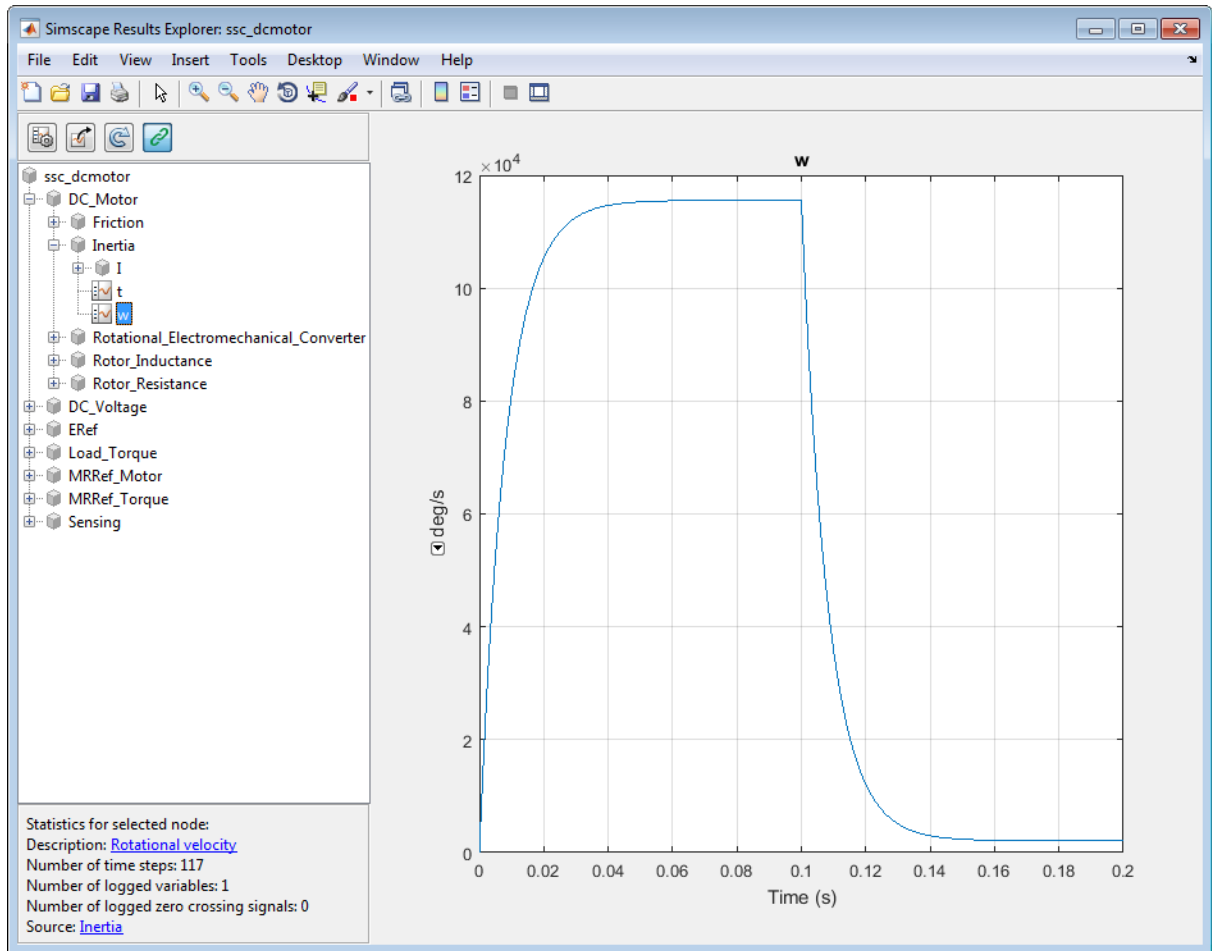 Simscape Results Explorer: ssc_dcmotor
File Edit View Insert Tools Desktop Window Help
ssc_dcmotor
DC_Motor
Friction
Inertia
I
t
w
Rotational_Electromechanical_Converter
Rotor_Inductance
Rotor_Resistance
DC_Voltage
ERef
Load_Torque
MRRef_Motor
MRRef_Torque
Sensing
Statistics for selected node:
Description: Rotational velocity
Number of time steps: 117
Number of logged variables: 1
Number of logged zero crossing signals: 0
Source: Inertia
×10⁴
w
12
10
8
6
4
2
0
deg/s
0 0.02 0.04 0.06 0.08 0.1 0.12 0.14 0.16 0.18 0.2
Time (s)